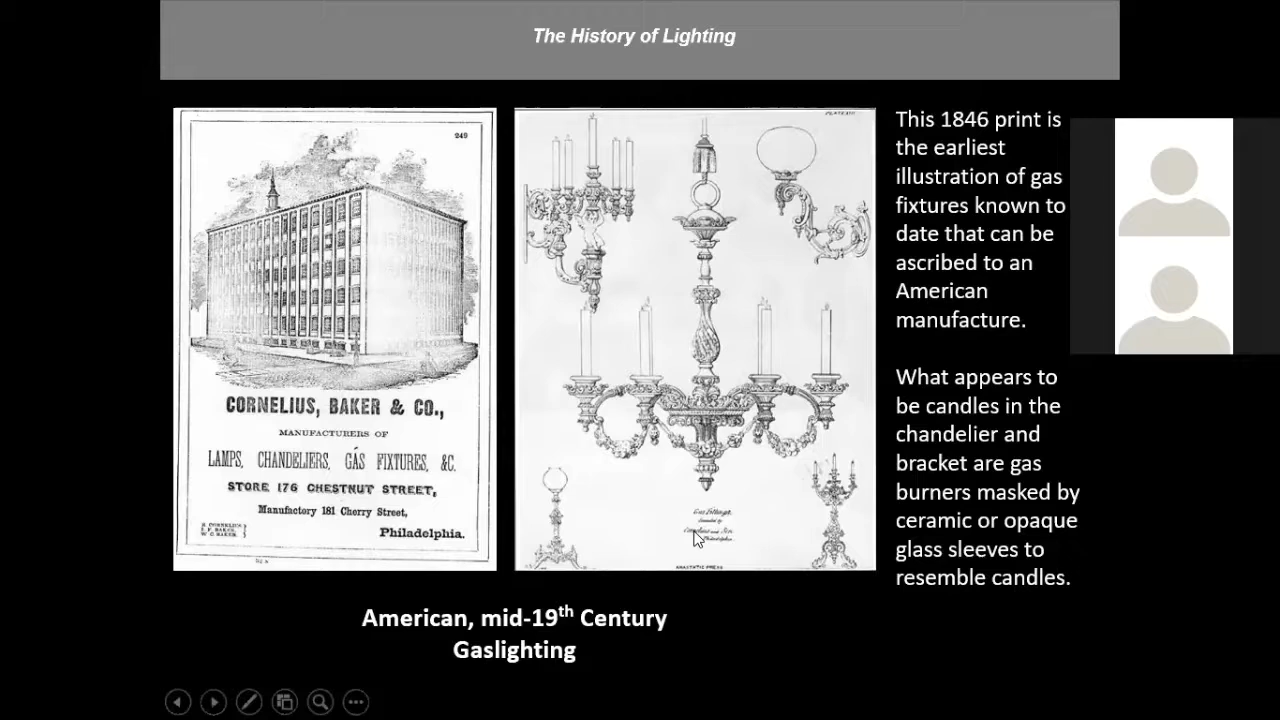 The History of Lighting
249
CORNELIUS, BAKER & CO.,
MANUFACTURERS OF
LAMPS, CHANDELIERS, GAS FIXTURES, &C.
STORE 176 CHESTNUT STREET,
Manufactory 181 Cherry Street,
Philadelphia.
This 1846 print is
the earliest
illustration of gas
fixtures known to
date that can be
ascribed to an
American
manufacture.
What appears to
be candles in the
chandelier and
bracket are gas
burners masked by
ceramic or opaque
glass sleeves to
resemble candles.
Philadelphia.
ANASTATIC PRESS
American, mid-19th Century
Gaslighting